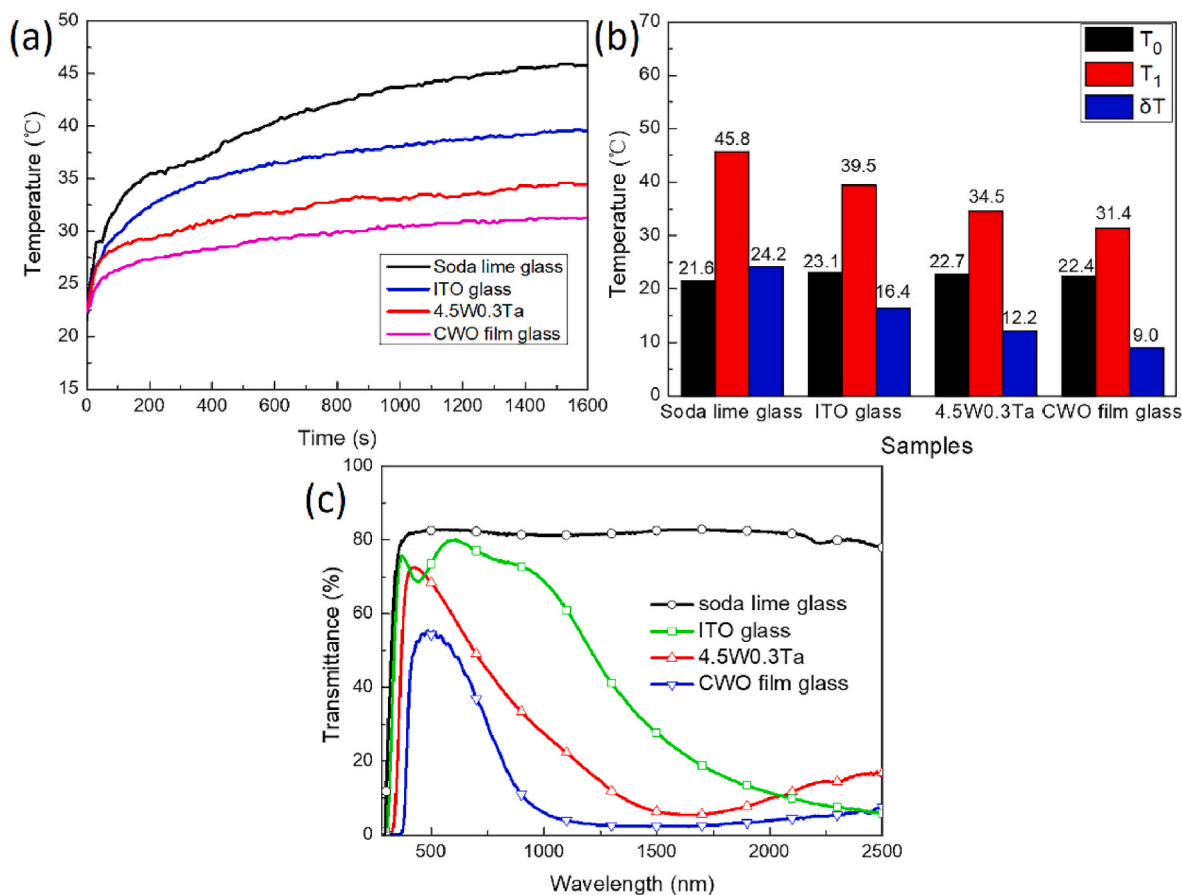 (a)
50
45
40
35
30
25
20
15
Temperature (℃)
Soda lime glass
ITO glass
4.5W0.3Ta
CWO film glass
0 200 400 600 800 1000 1200 1400 1600
Time (s)
(b)
70
60
50
40
30
20
10
0
Temperature (℃)
T0
T1
δT
21.6 45.8 24.2
23.1 39.5 16.4
22.7 34.5 12.2
22.4 31.4 9.0
Soda lime glass ITO glass 4.5W0.3Ta CWO film glass
Samples
(c)
100
80
60
40
20
0
Transmittance (%)
soda lime glass
ITO glass
4.5W0.3Ta
CWO film glass
500 1000 1500 2000 2500
Wavelength (nm)